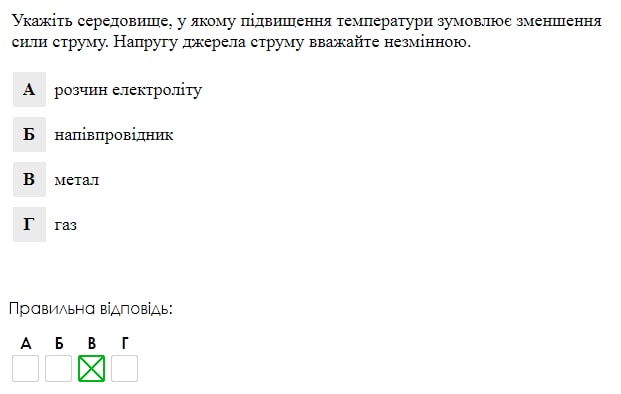 Укажіть середовище, у якому підвищення температури зумовлює зменшення
сили струму. Напругу джерела струму вважайте незмінною.
А розчин електроліту
Б напівпровідник
В метал
Г газ
Правильна відповідь:
А Б В Г